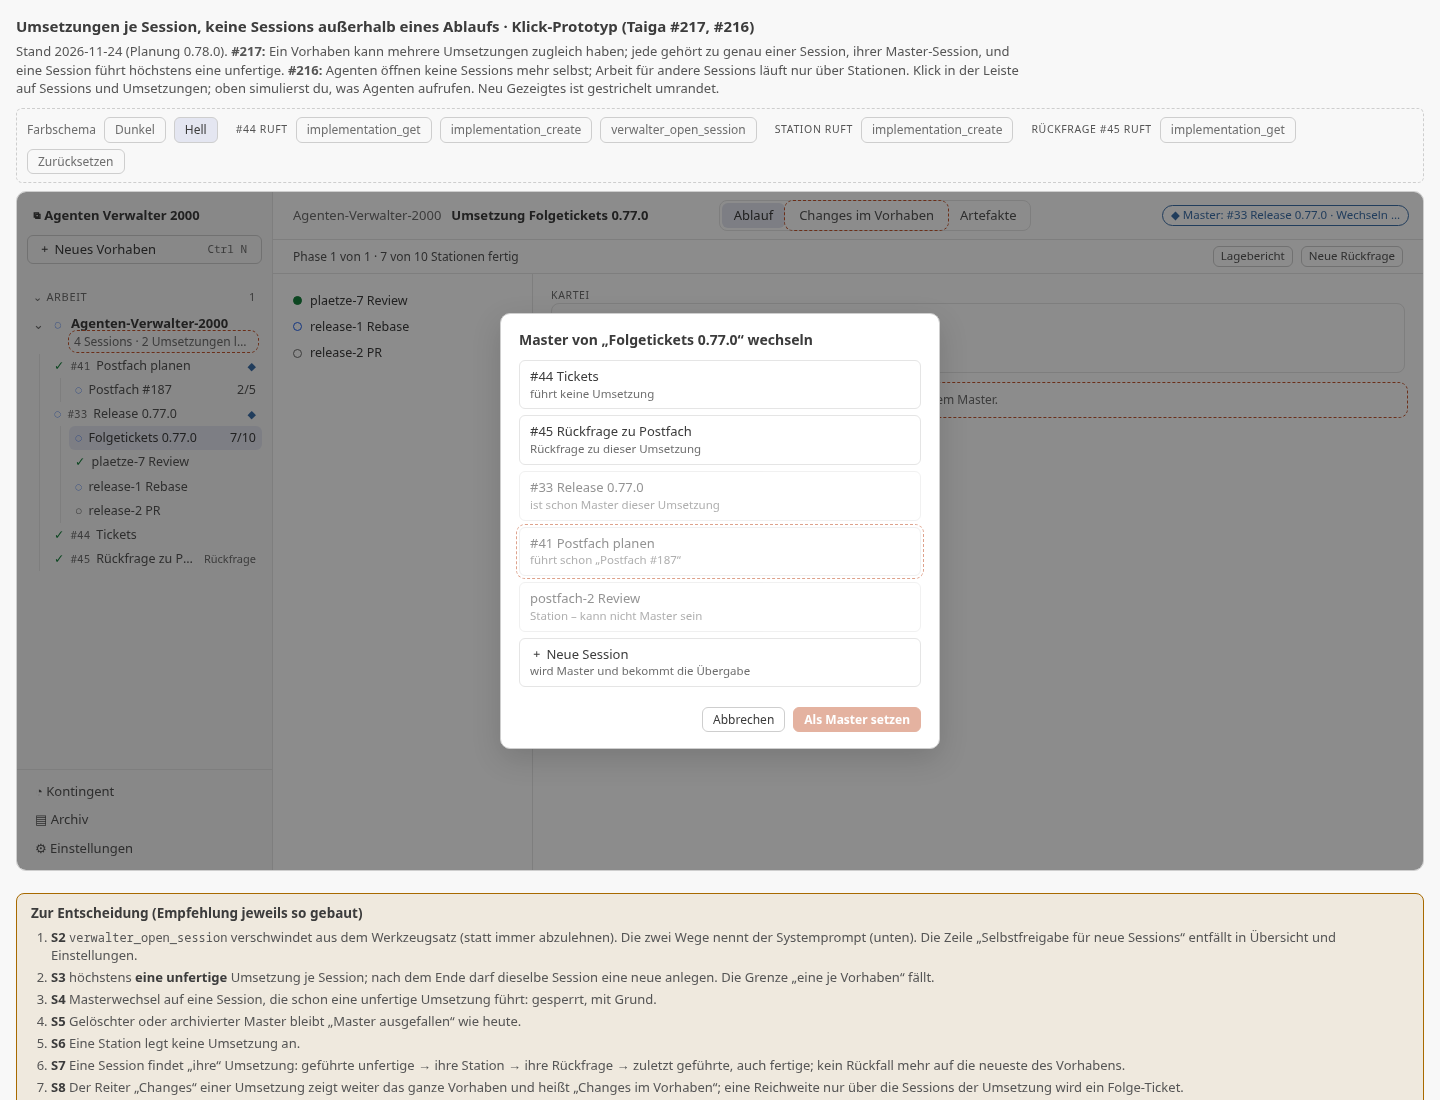 Umsetzungen je Session, keine Sessions außerhalb eines Ablaufs · Klick-Prototyp (Taiga #217, #216)
Stand 2026-11-24 (Planung 0.78.0). #217: Ein Vorhaben kann mehrere Umsetzungen zugleich haben; jede gehört zu genau einer Session, ihrer Master-Session, und
eine Session führt höchstens eine unfertige. #216: Agenten öffnen keine Sessions mehr selbst; Arbeit für andere Sessions läuft nur über Stationen. Klick in der Leiste
auf Sessions und Umsetzungen; oben simulierst du, was Agenten aufrufen. Neu Gezeigtes ist gestrichelt umrandet.
Farbschema Dunkel Hell #44 RUFT implementation_get implementation_create verwalter_open_session STATION RUFT implementation_create RÜCKFRAGE #45 RUFT implementation_get
Zurücksetzen
Agenten Verwalter 2000
+ Neues Vorhaben Ctrl N
ARBEIT 1
Agenten-Verwalter-2000
4 Sessions · 2 Umsetzungen l…
✓ #41 Postfach planen ◆
Postfach #187 2/5
#33 Release 0.77.0 ◆
Folgetickets 0.77.0 7/10
✓ plaetze-7 Review
release-1 Rebase
release-2 PR
✓ #44 Tickets
✓ #45 Rückfrage zu P… Rückfrage
Kontingent
Archiv
Einstellungen
Agenten-Verwalter-2000 Umsetzung Folgetickets 0.77.0 Ablauf Changes im Vorhaben Artefakte ◆ Master: #33 Release 0.77.0 · Wechseln …
Phase 1 von 1 · 7 von 10 Stationen fertig Lagebericht Neue Rückfrage
plaetze-7 Review
release-1 Rebase
release-2 PR
KARTEI
em Master.
Master von „Folgetickets 0.77.0“ wechseln
#44 Tickets
führt keine Umsetzung
#45 Rückfrage zu Postfach
Rückfrage zu dieser Umsetzung
#33 Release 0.77.0
ist schon Master dieser Umsetzung
#41 Postfach planen
führt schon „Postfach #187“
postfach-2 Review
Station – kann nicht Master sein
+ Neue Session
wird Master und bekommt die Übergabe
Abbrechen Als Master setzen
Zur Entscheidung (Empfehlung jeweils so gebaut)
1. S2 verwalter_open_session verschwindet aus dem Werkzeugsatz (statt immer abzulehnen). Die zwei Wege nennt der Systemprompt (unten). Die Zeile „Selbstfreigabe für neue Sessions“ entfällt in Übersicht und
Einstellungen.
2. S3 höchstens eine unfertige Umsetzung je Session; nach dem Ende darf dieselbe Session eine neue anlegen. Die Grenze „eine je Vorhaben“ fällt.
3. S4 Masterwechsel auf eine Session, die schon eine unfertige Umsetzung führt: gesperrt, mit Grund.
4. S5 Gelöschter oder archivierter Master bleibt „Master ausgefallen“ wie heute.
5. S6 Eine Station legt keine Umsetzung an.
6. S7 Eine Session findet „ihre“ Umsetzung: geführte unfertige → ihre Station → ihre Rückfrage → zuletzt geführte, auch fertige; kein Rückfall mehr auf die neueste des Vorhabens.
7. S8 Der Reiter „Changes“ einer Umsetzung zeigt weiter das ganze Vorhaben und heißt „Changes im Vorhaben“; eine Reichweite nur über die Sessions der Umsetzung wird ein Folge-Ticket.